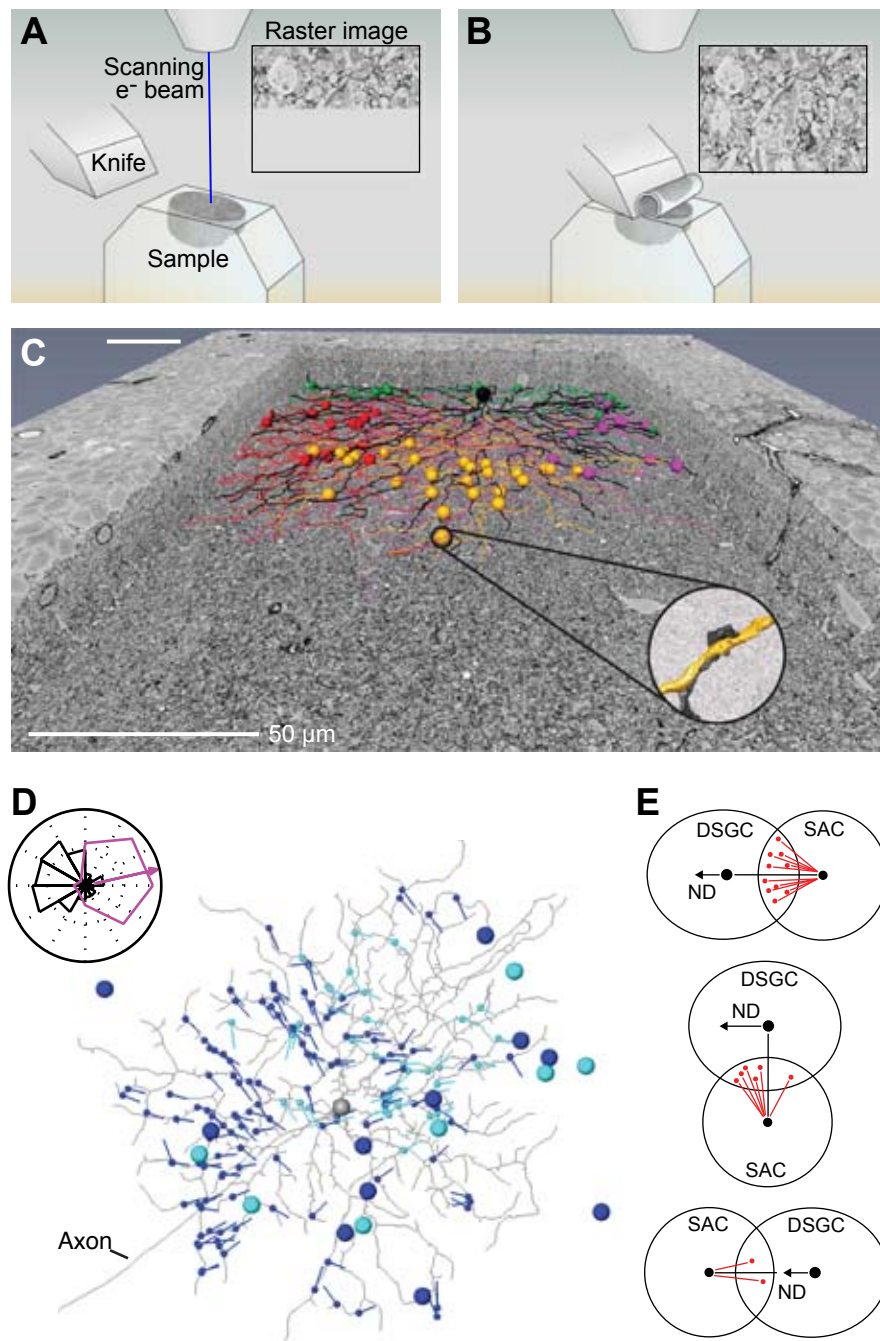 A
Raster image
Scanning
e⁻ beam
Knife
Sample
B
C
50 µm
D
Axon
E
DSGC
SAC
ND
DSGC
ND
SAC
SAC
DSGC
ND